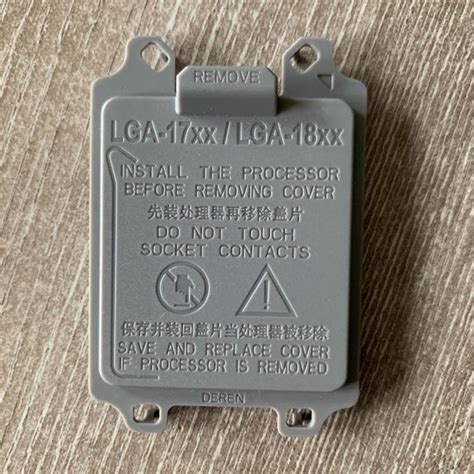 REMOVE
LGA-17xx / LGA-18xx
INSTALL THE PROCESSOR
BEFORE REMOVING COVER
先装处理器再移除盖片
DO NOT TOUCH
SOCKET CONTACTS
保存并装回盖片当处理器被移除
SAVE AND REPLACE COVER
IF PROCESSOR IS REMOVED
DEREN